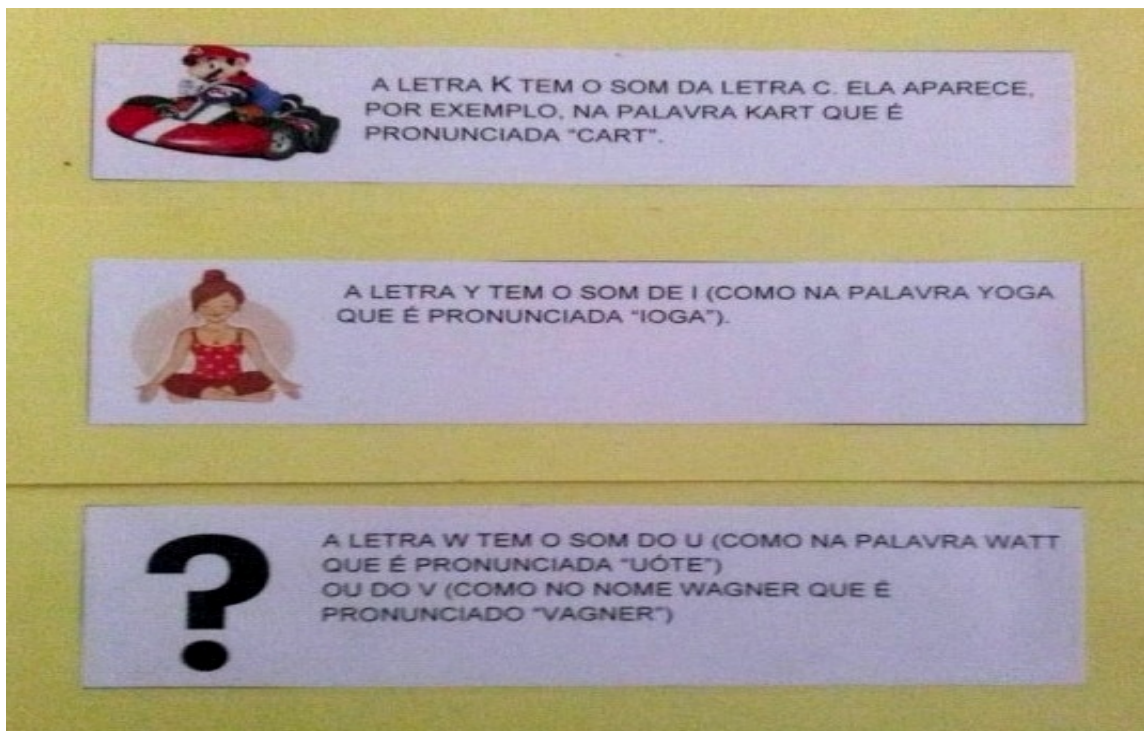 A LETRA K TEM O SOM DA LETRA C. ELA APARECE,
POR EXEMPLO, NA PALAVRA KART QUE É
PRONUNCIADA “CART”.
A LETRA Y TEM O SOM DE I (COMO NA PALAVRA YOGA
QUE É PRONUNCIADA “IOGA”).
?
A LETRA W TEM O SOM DO U (COMO NA PALAVRA WATT
QUE É PRONUNCIADA “UÓTE”)
OU DO V (COMO NO NOME WAGNER QUE É
PRONUNCIADO “VAGNER”)